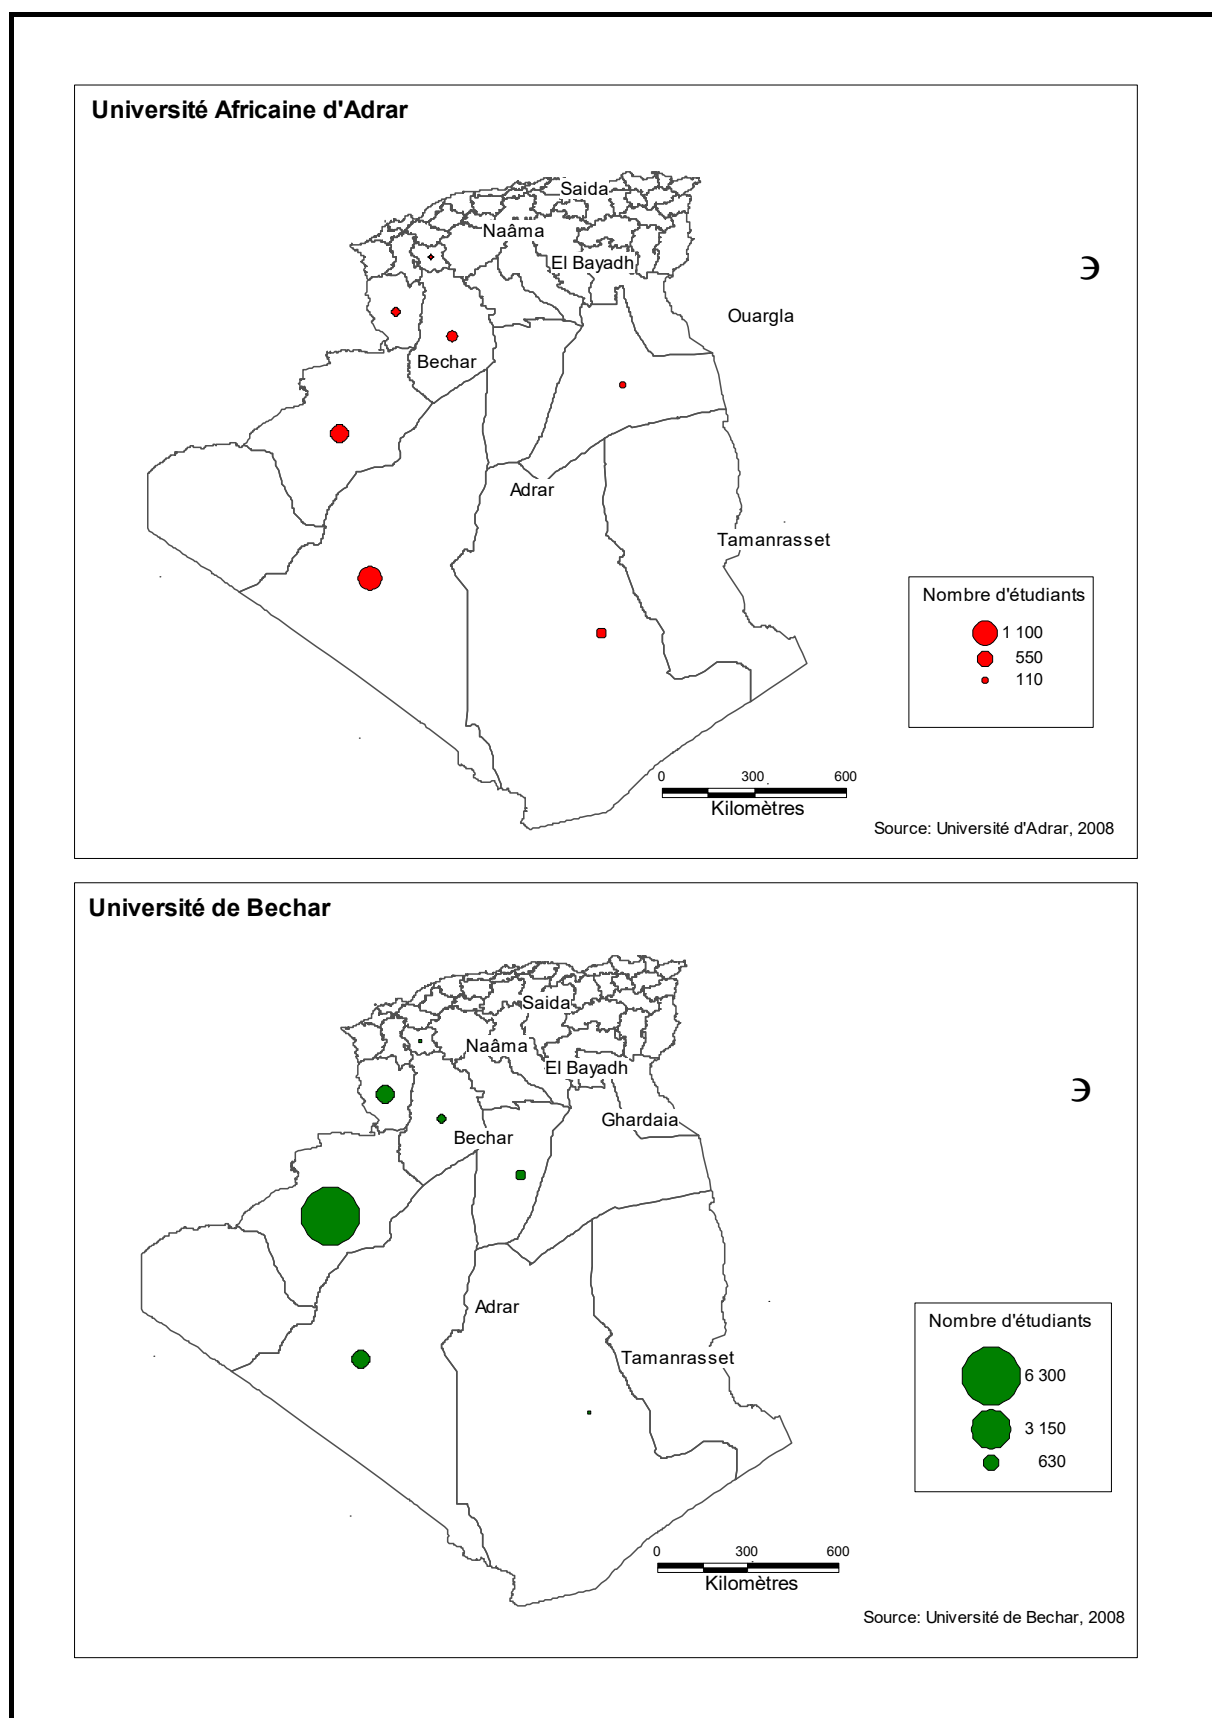 Université Africaine d'Adrar
Saida
Naâma
El Bayadh
Ouargla
Bechar
Adrar
Tamanrasset
Nombre d'étudiants
1 100
550
110
0 300 600
Kilomètres
Source: Université d'Adrar, 2008
Université de Bechar
Saida
Naâma
El Bayadh
Ghardaia
Bechar
Adrar
Tamanrasset
Nombre d'étudiants
6 300
3 150
630
0 300 600
Kilomètres
Source: Université de Bechar, 2008